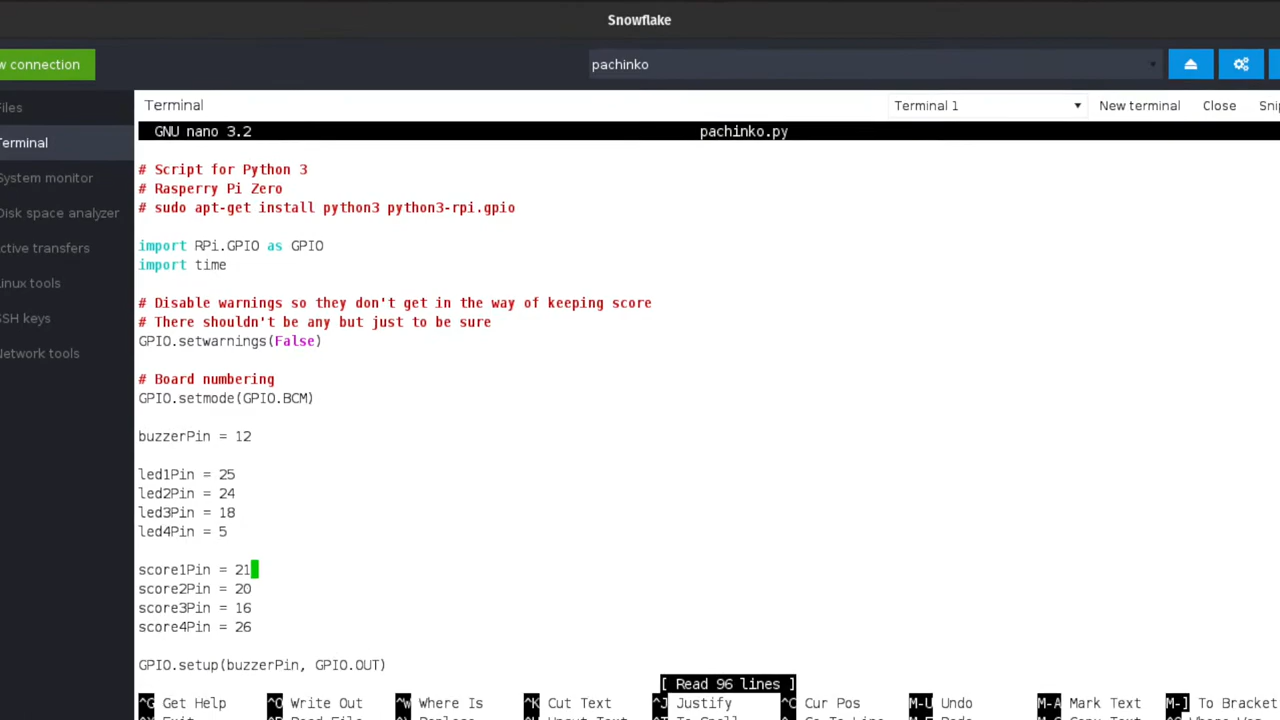 Snowflake
w connection
pachinko
Files
Terminal
System monitor
Disk space analyzer
ctive transfers
Linux tools
SSH keys
Network tools
Terminal
Terminal 1
New terminal
Close
Sni
GNU nano 3.2
pachinko.py
# Script for Python 3
# Rasperry Pi Zero
# sudo apt-get install python3 python3-rpi.gpio
import RPi.GPIO as GPIO
import time
# Disable warnings so they don't get in the way of keeping score
# There shouldn't be any but just to be sure
GPIO.setwarnings(False)
# Board numbering
GPIO.setmode(GPIO.BCM)
buzzerPin = 12
led1Pin = 25
led2Pin = 24
led3Pin = 18
led4Pin = 5
score1Pin = 21
score2Pin = 20
score3Pin = 16
score4Pin = 26
GPIO.setup(buzzerPin, GPIO.OUT)
[ Read 96 lines ]
^G Get Help ^O Write Out ^W Where Is ^K Cut Text ^J Justify ^C Cur Pos M-U Undo M-A Mark Text M-] To Bracket